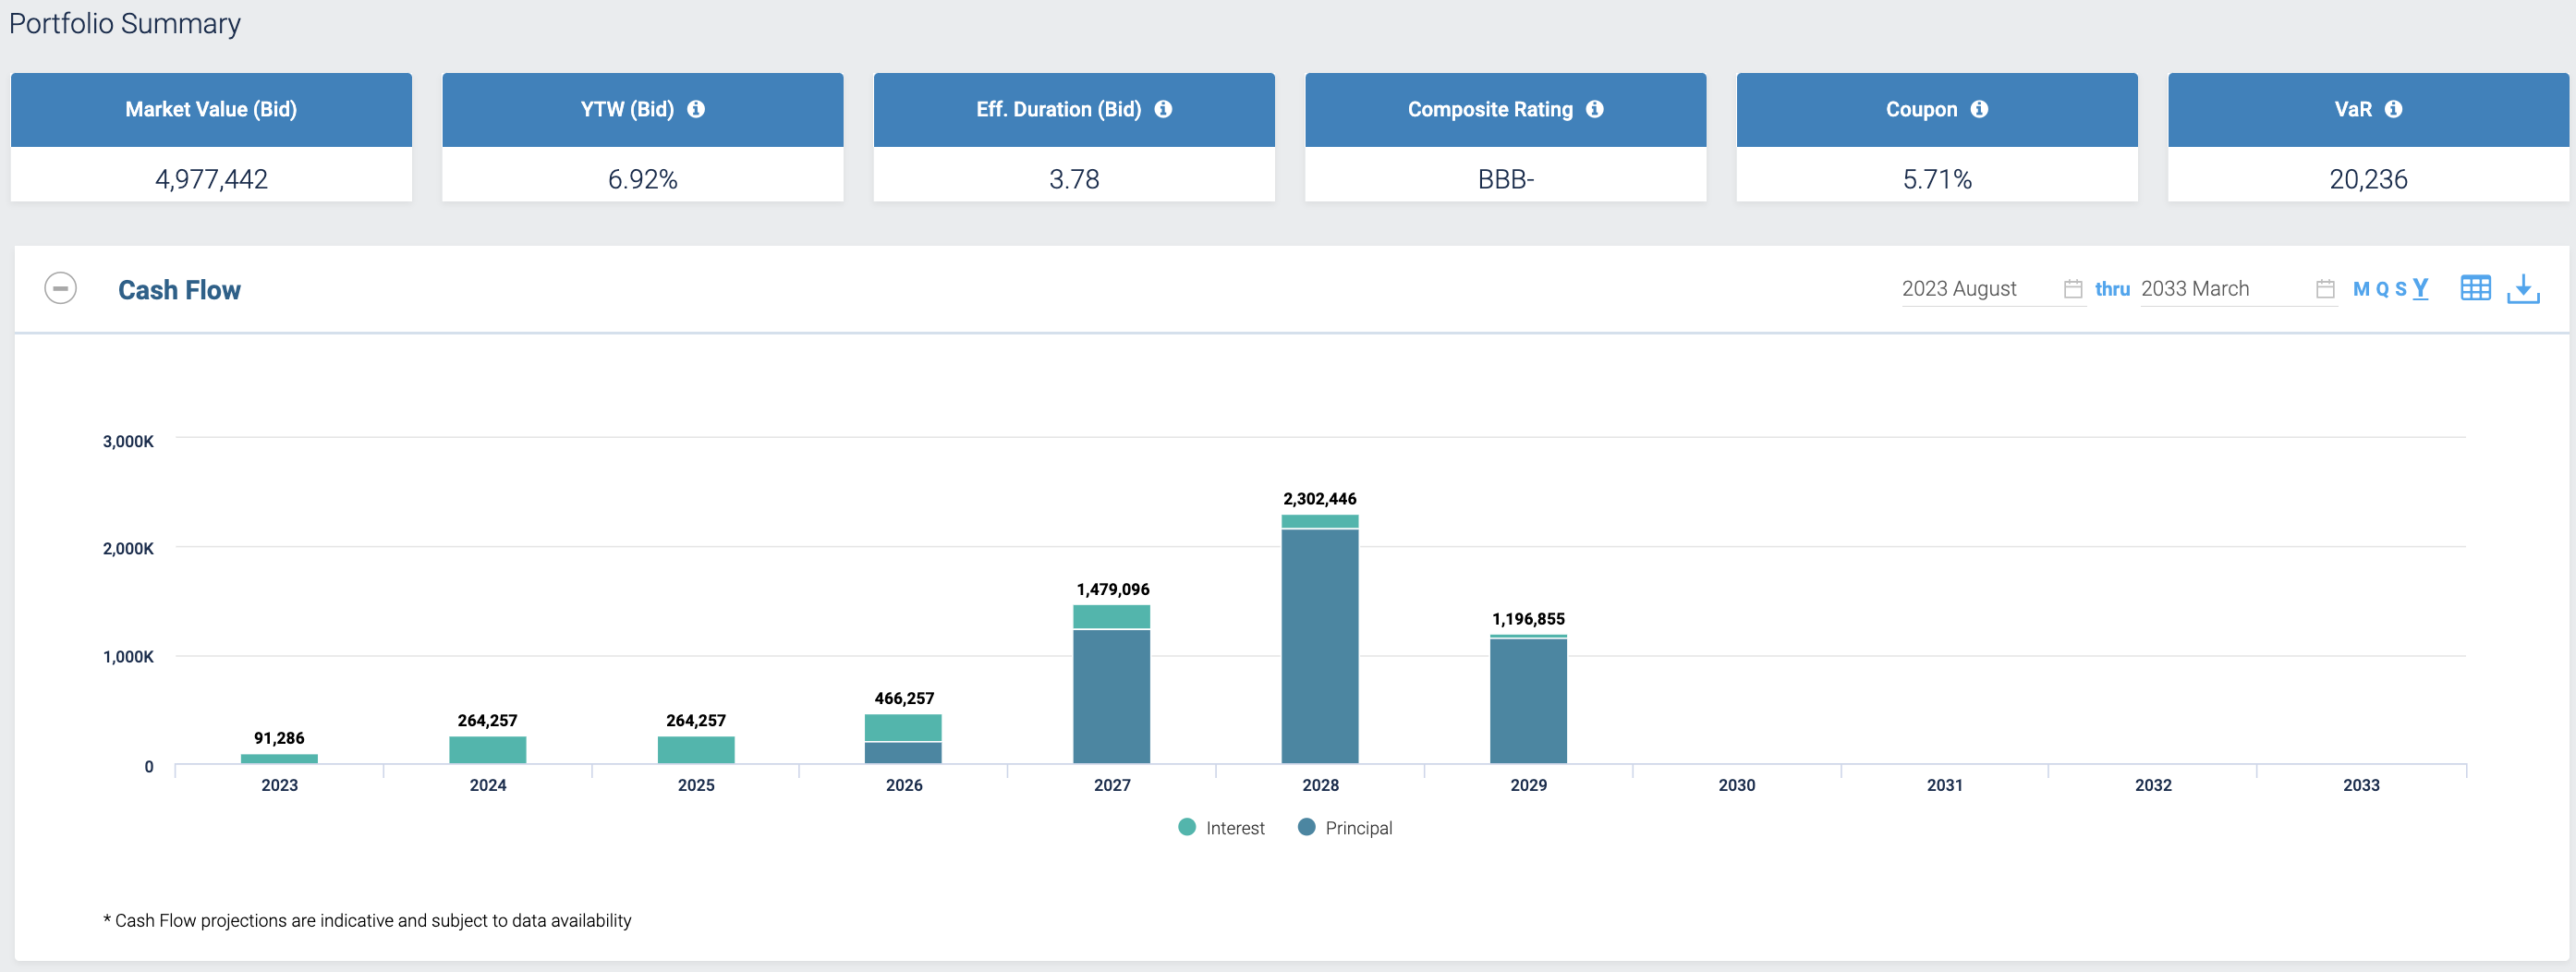 Portfolio Summary
Market Value (Bid)
4,977,442
YTW (Bid)
6.92%
Eff. Duration (Bid)
3.78
Composite Rating
BBB-
Coupon
5.71%
VaR
20,236
Cash Flow
2023 August thru 2033 March M Q S Y
3,000K
2,000K
1,000K
0
91,286
264,257
264,257
466,257
1,479,096
2,302,446
1,196,855
2023 2024 2025 2026 2027 2028 2029 2030 2031 2032 2033
Interest Principal
* Cash Flow projections are indicative and subject to data availability